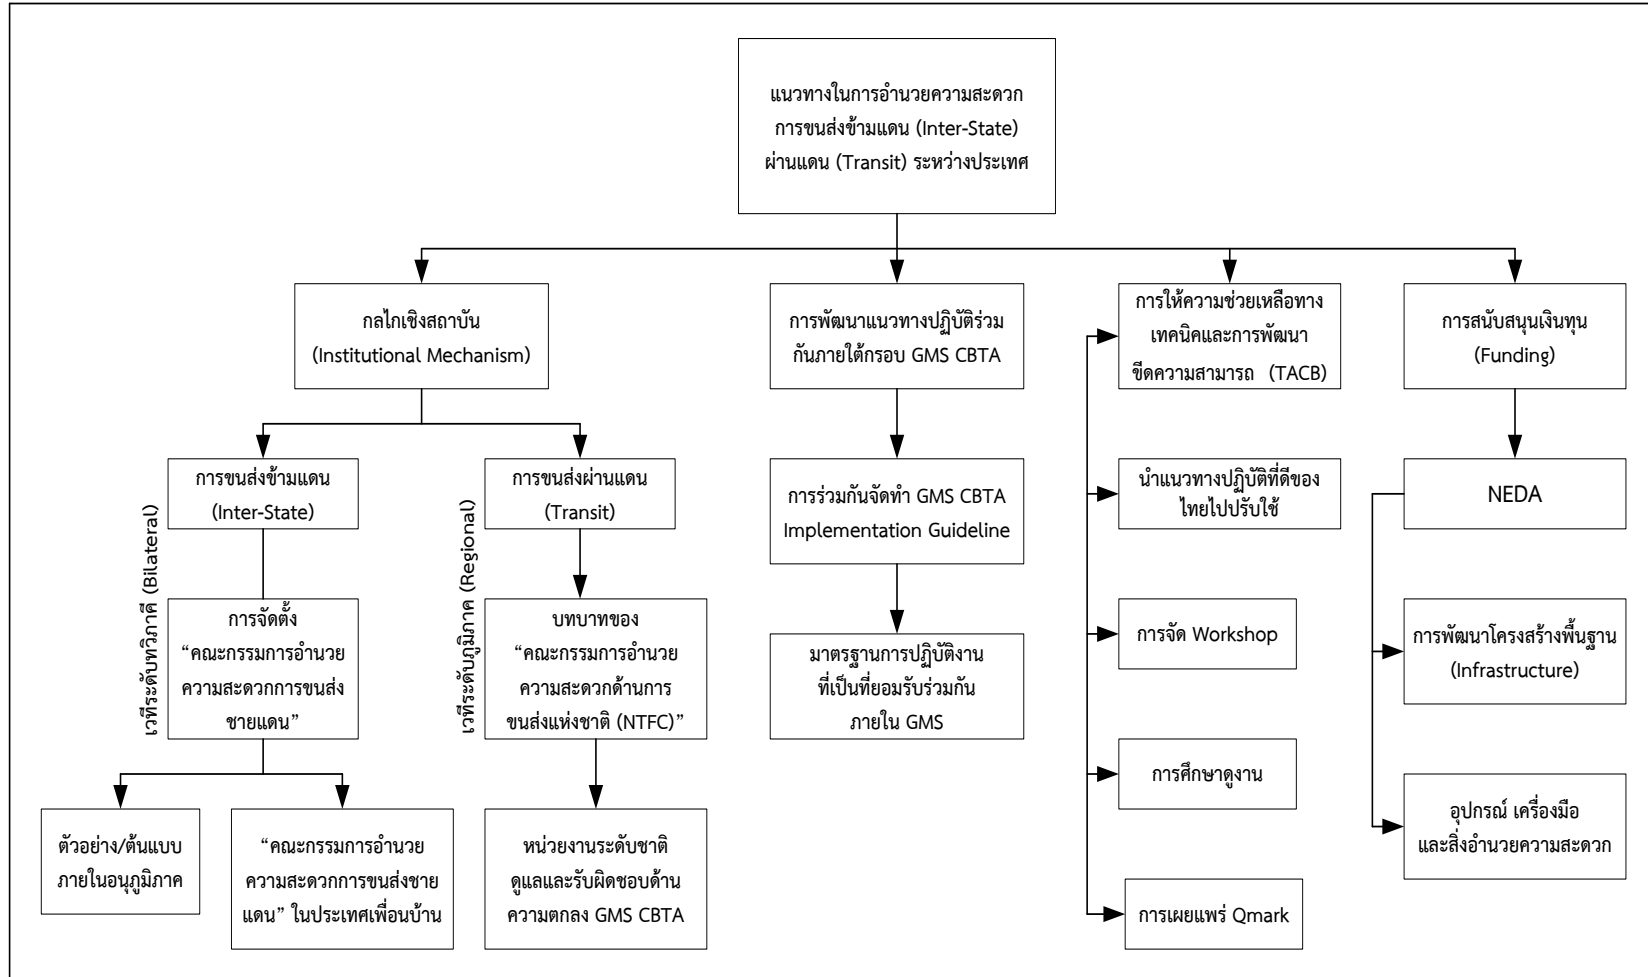 แนวทางในการอำนวยความสะดวก
การขนส่งข้ามแดน (Inter-State)
ผ่านแดน (Transit) ระหว่างประเทศ
กลไกเชิงสถาบัน
(Institutional Mechanism)
การพัฒนาแนวทางปฏิบัติร่วม
กันภายใต้กรอบ GMS CBTA
การให้ความช่วยเหลือทาง
เทคนิคและการพัฒนา
ขีดความสามารถ (TACB)
การสนับสนุนเงินทุน
(Funding)
เวทีระดับทวิภาคี (Bilateral)
การขนส่งข้ามแดน
(Inter-State)
เวทีระดับภูมิภาค (Regional)
การขนส่งผ่านแดน
(Transit)
การร่วมกันจัดทำ GMS CBTA
Implementation Guideline
นำแนวทางปฏิบัติที่ดีของ
ไทยไปปรับใช้
NEDA
การจัดตั้ง
“คณะกรรมการอำนวย
ความสะดวกการขนส่ง
ชายแดน”
บทบาทของ
“คณะกรรมการอำนวย
ความสะดวกด้านการ
ขนส่งแห่งชาติ (NTFC)”
มาตรฐานการปฏิบัติงาน
ที่เป็นที่ยอมรับร่วมกัน
ภายใน GMS
การจัด Workshop
การพัฒนาโครงสร้างพื้นฐาน
(Infrastructure)
การศึกษาดูงาน
ตัวอย่าง/ต้นแบบ
ภายในอนุภูมิภาค
“คณะกรรมการอำนวย
ความสะดวกการขนส่งชาย
แดน” ในประเทศเพื่อนบ้าน
หน่วยงานระดับชาติ
ดูแลและรับผิดชอบด้าน
ความตกลง GMS CBTA
อุปกรณ์ เครื่องมือ
และสิ่งอำนวยความสะดวก
การเผยแพร่ Qmark